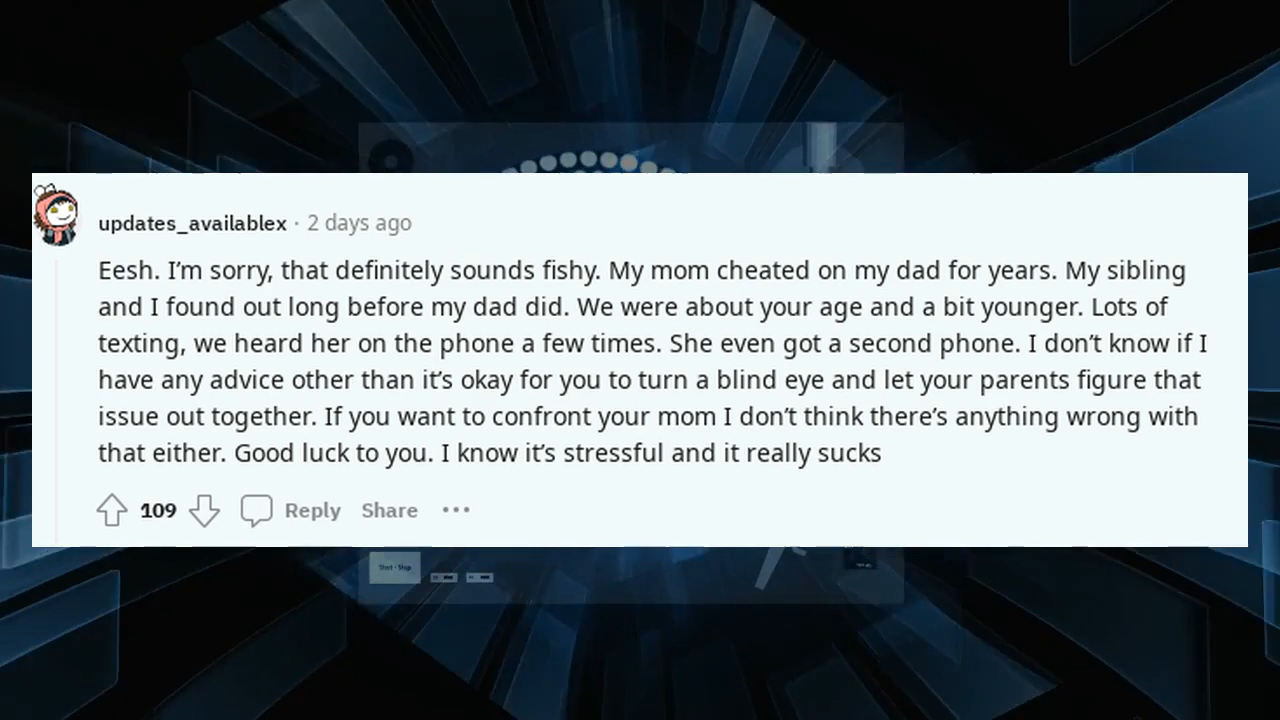 updates_availablex · 2 days ago
Eesh. I’m sorry, that definitely sounds fishy. My mom cheated on my dad for years. My sibling
and I found out long before my dad did. We were about your age and a bit younger. Lots of
texting, we heard her on the phone a few times. She even got a second phone. I don’t know if I
have any advice other than it’s okay for you to turn a blind eye and let your parents figure that
issue out together. If you want to confront your mom I don’t think there’s anything wrong with
that either. Good luck to you. I know it’s stressful and it really sucks
109 Reply Share ···
Start - Stop